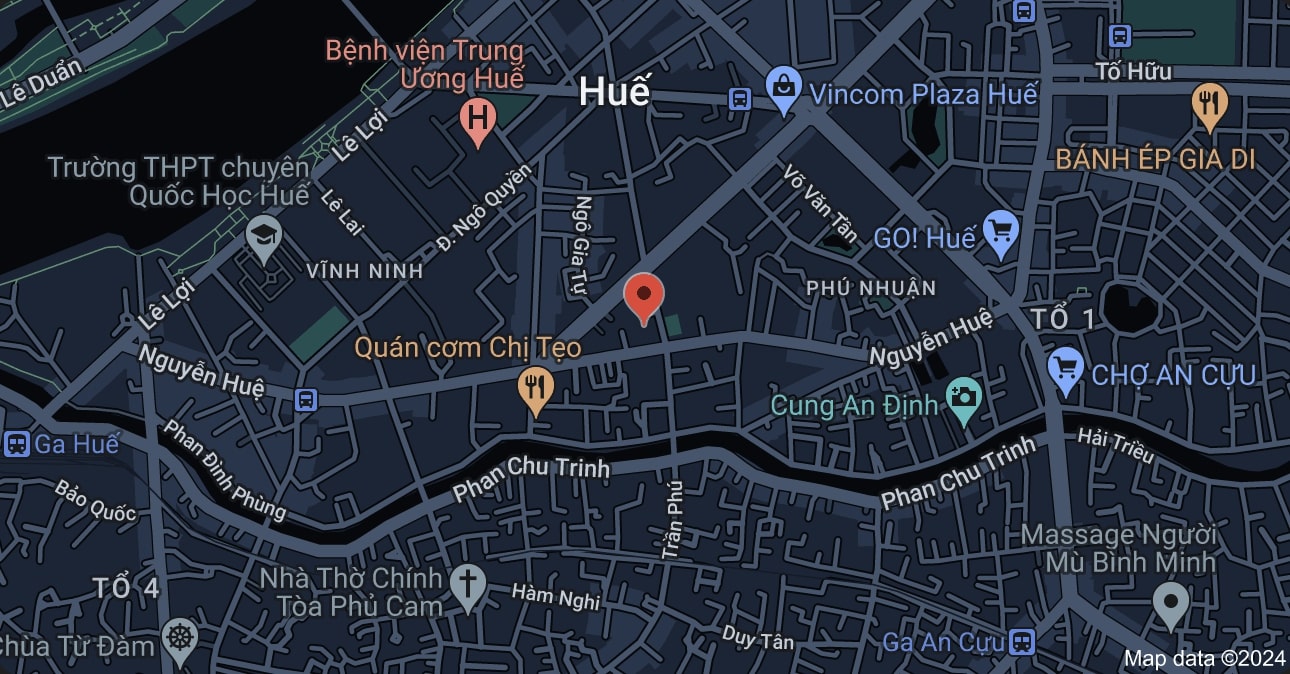 Bệnh viện Trung
Ương Huế
Huế
Tố Hữu
Lê Duẩn
Vincom Plaza Huế
Lê Lợi
BÁNH ÉP GIA DI
Trường THPT chuyên
Quốc Học Huế
Lê Lai
Đ. Ngô Quyền
Ngô Gia Tự
Võ Văn Tần
GO! Huế
VĨNH NINH
PHÚ NHUẬN
Lê Lợi
TỔ 1
Nguyễn Huệ
Quán cơm Chị Tẹo
Nguyễn Huệ
CHỢ AN CỰU
Cung An Định
Ga Huế
Phan Đình Phùng
Phan Chu Trinh
Hải Triều
Phan Chu Trinh
Bảo Quốc
Trần Phú
Massage Người
Mù Bình Minh
TỔ 4
Nhà Thờ Chính
Tòa Phủ Cam
Hàm Nghi
Chùa Từ Đàm
Duy Tân
Ga An Cựu
Map data ©2024